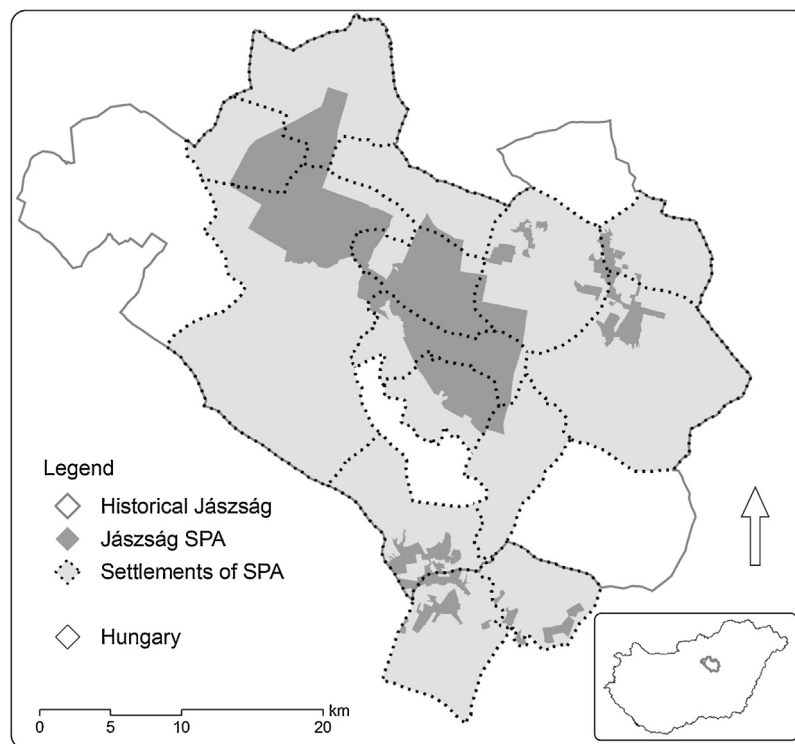 Legend
Historical Jászság
Jászság SPA
Settlements of SPA
Hungary
km
0 5 10 20